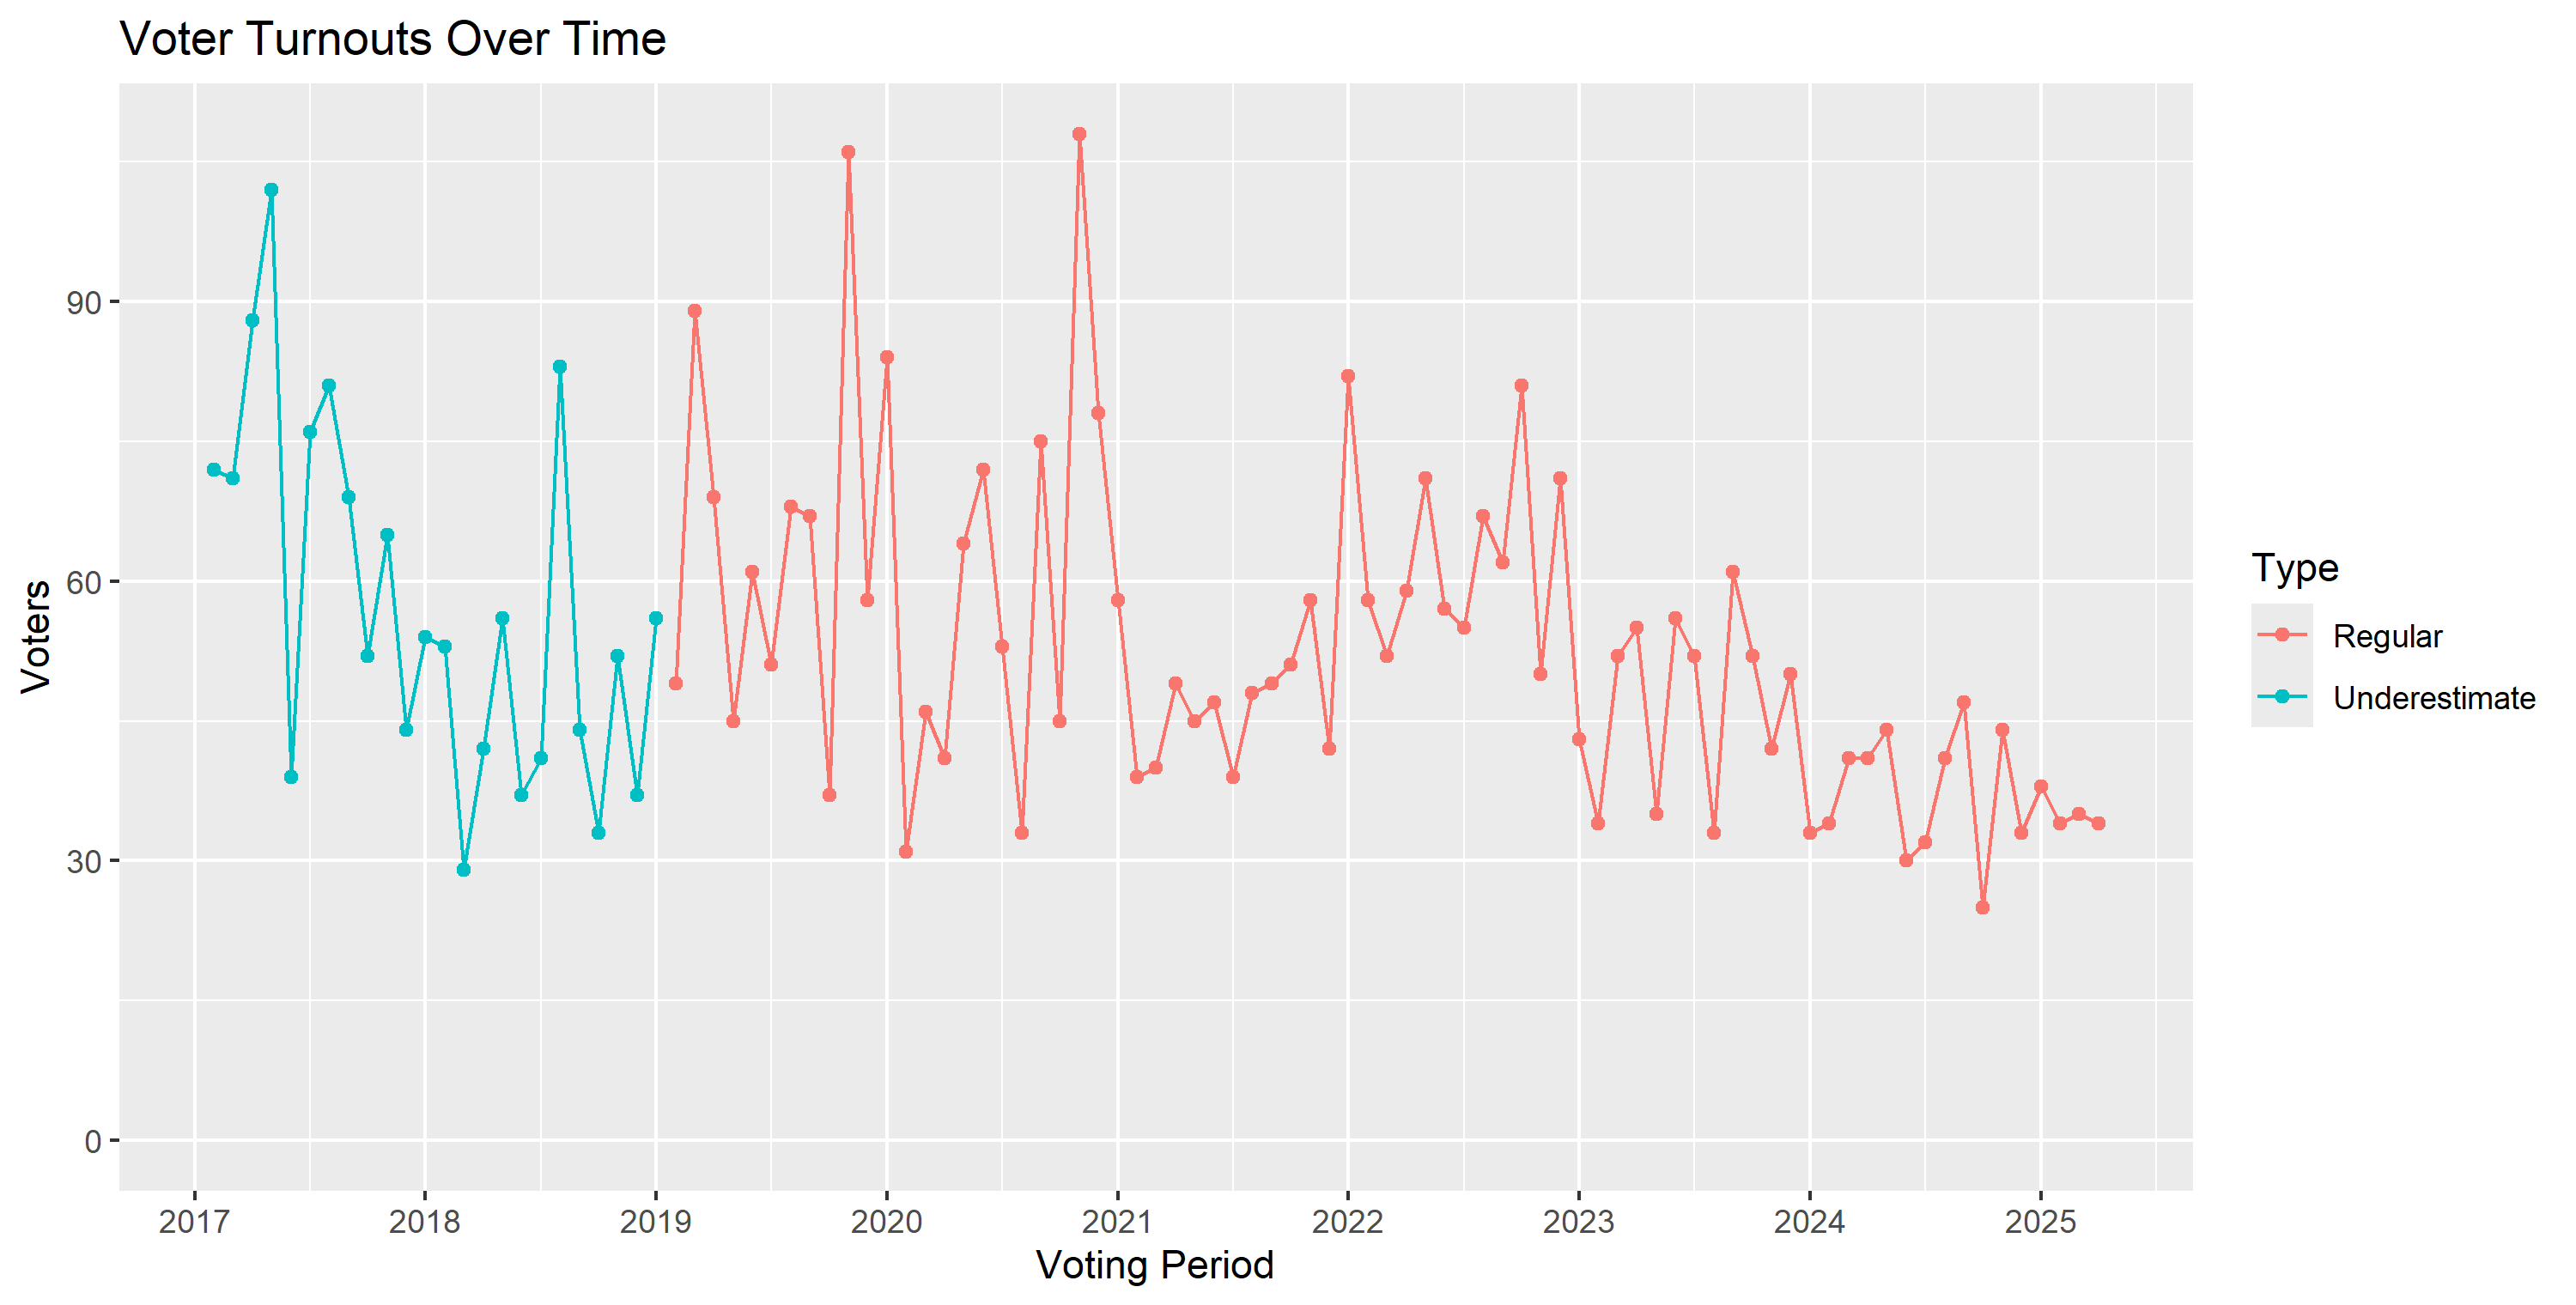 Voter Turnouts Over Time
Voters
90
60
30
0
2017 2018 2019 2020 2021 2022 2023 2024 2025
Voting Period
Type
Regular
Underestimate